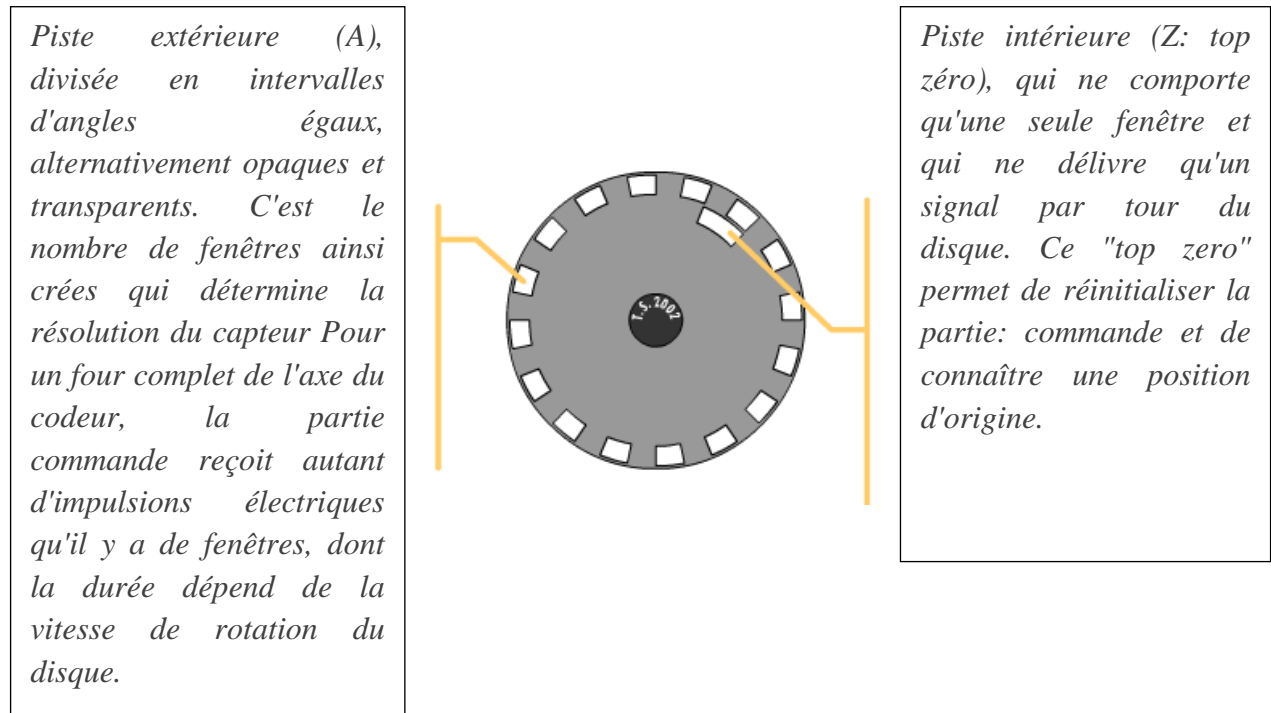 Piste extérieure (A),
divisée en intervalles
d'angles égaux,
alternativement opaques et
transparents. C'est le
nombre de fenêtres ainsi
crées qui détermine la
résolution du capteur Pour
un four complet de l'axe du
codeur, la partie
commande reçoit autant
d'impulsions électriques
qu'il y a de fenêtres, dont
la durée dépend de la
vitesse de rotation du
disque.
T.S. 2002
Piste intérieure (Z: top
zéro), qui ne comporte
qu'une seule fenêtre et
qui ne délivre qu'un
signal par tour du
disque. Ce "top zero"
permet de réinitialiser la
partie: commande et de
connaître une position
d'origine.